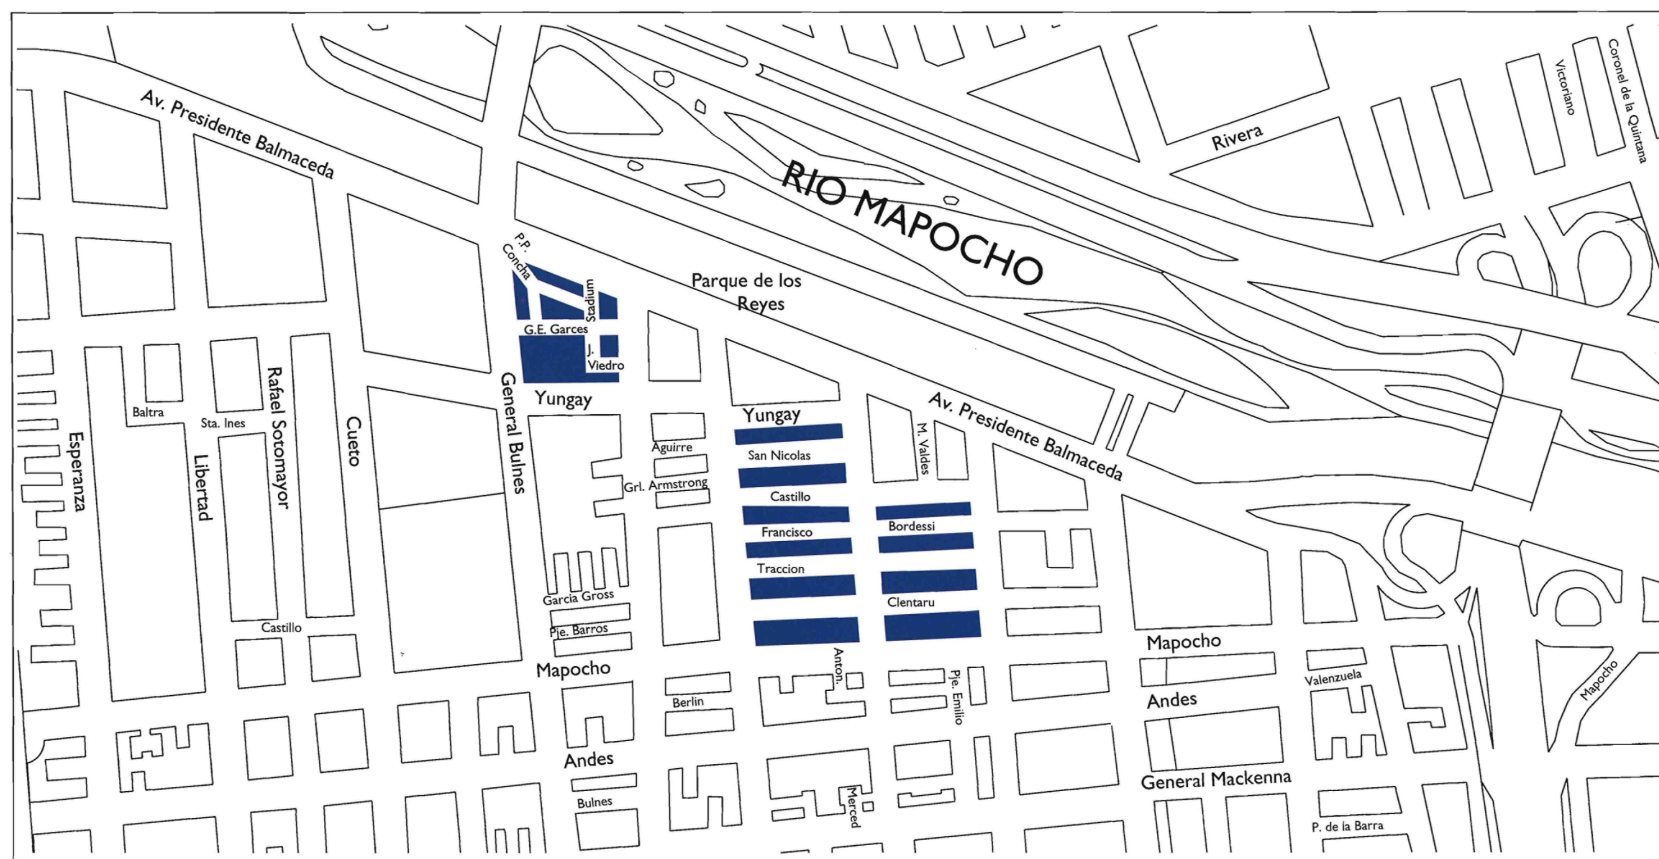 Coronel de la Quintana
Victoriano
Av. Presidente Balmaceda
Rivera
RIO MAPOCHO
P.P.
Concha
Stadium
Parque de los
Reyes
G.E. Garces
J.
Viedro
Yungay
General Bulnes
Rafael Sotomayor
Cueto
Baltra
Sta. Ines
Esperanza
Libertad
Yungay
Av. Presidente Balmaceda
M. Valdes
Aguirre
San Nicolas
Grl. Armstrong
Castillo
Francisco
Bordessi
Traccion
Garcia Gross
Clentaru
Castillo
Pje. Barros
Mapocho
Mapocho
Anton.
Pje. Emilio
Valenzuela
Mapocho
Berlin
Andes
Andes
General Mackenna
Bulnes
Merced
P. de la Barra